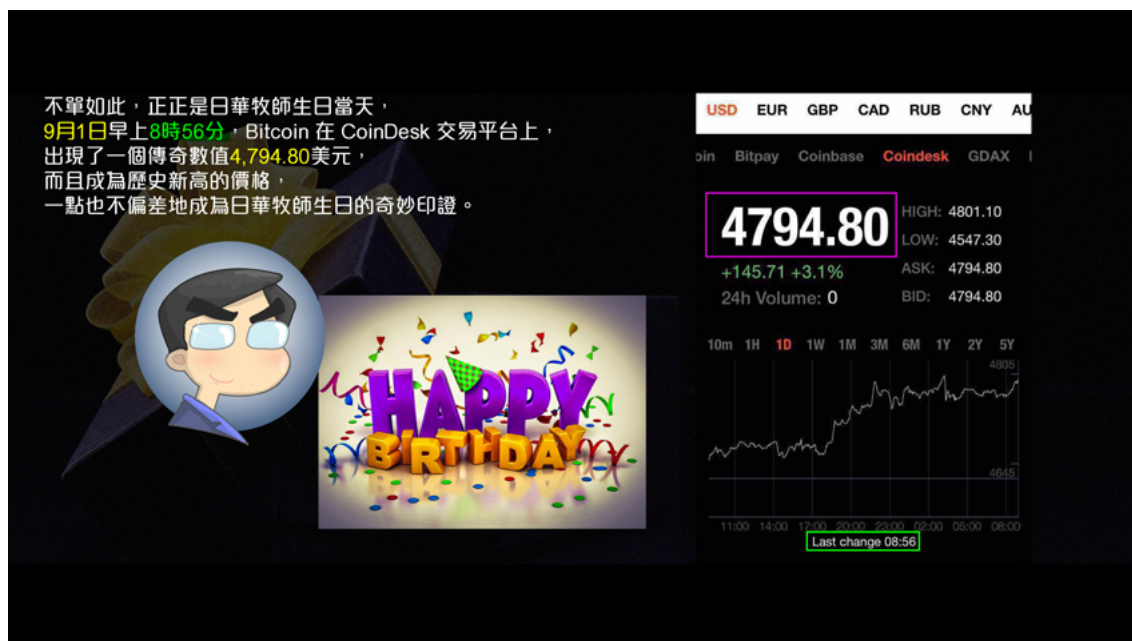 不單如此，正正是日華牧師生日當天，
9月1日早上8時56分，Bitcoin 在 CoinDesk 交易平台上，
出現了一個傳奇數值4,794.80美元，
而且成為歷史新高的價格，
一點也不偏差地成為日華牧師生日的奇妙印證。
HAPPY
BIRTHDAY
USD EUR GBP CAD RUB CNY AU
oin Bitpay Coinbase Coindesk GDAX
4794.80
+145.71 +3.1%
24h Volume: 0
HIGH: 4801.10
LOW: 4547.30
ASK: 4794.80
BID: 4794.80
10m 1H 1D 1W 1M 3M 6M 1Y 2Y 5Y
4805
4645
11:00 14:00 17:00 20:00 23:00 02:00 05:00 08:00
Last change 08:56